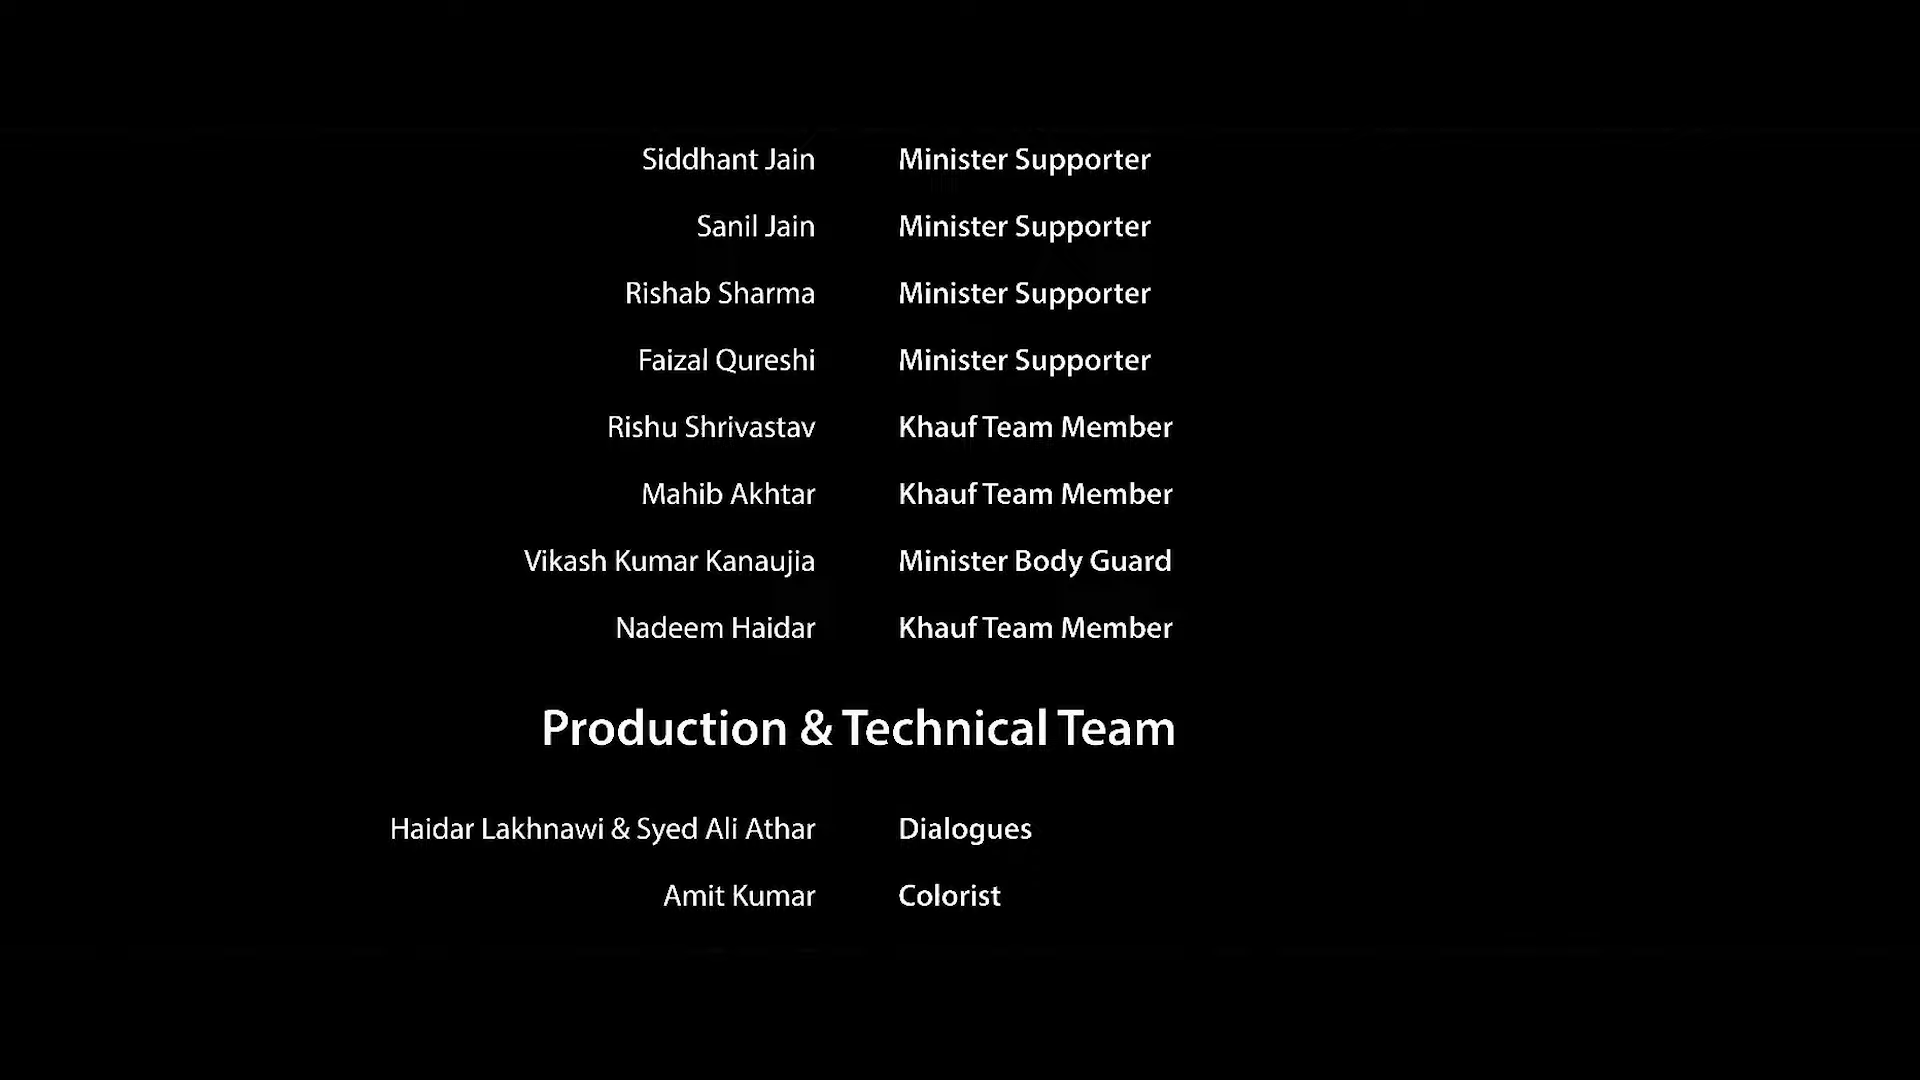 Siddhant Jain Minister Supporter
Sanil Jain Minister Supporter
Rishab Sharma Minister Supporter
Faizal Qureshi Minister Supporter
Rishu Shrivastav Khauf Team Member
Mahib Akhtar Khauf Team Member
Vikash Kumar Kanaujia Minister Body Guard
Nadeem Haidar Khauf Team Member
Production & Technical Team
Haidar Lakhnawi & Syed Ali Athar Dialogues
Amit Kumar Colorist